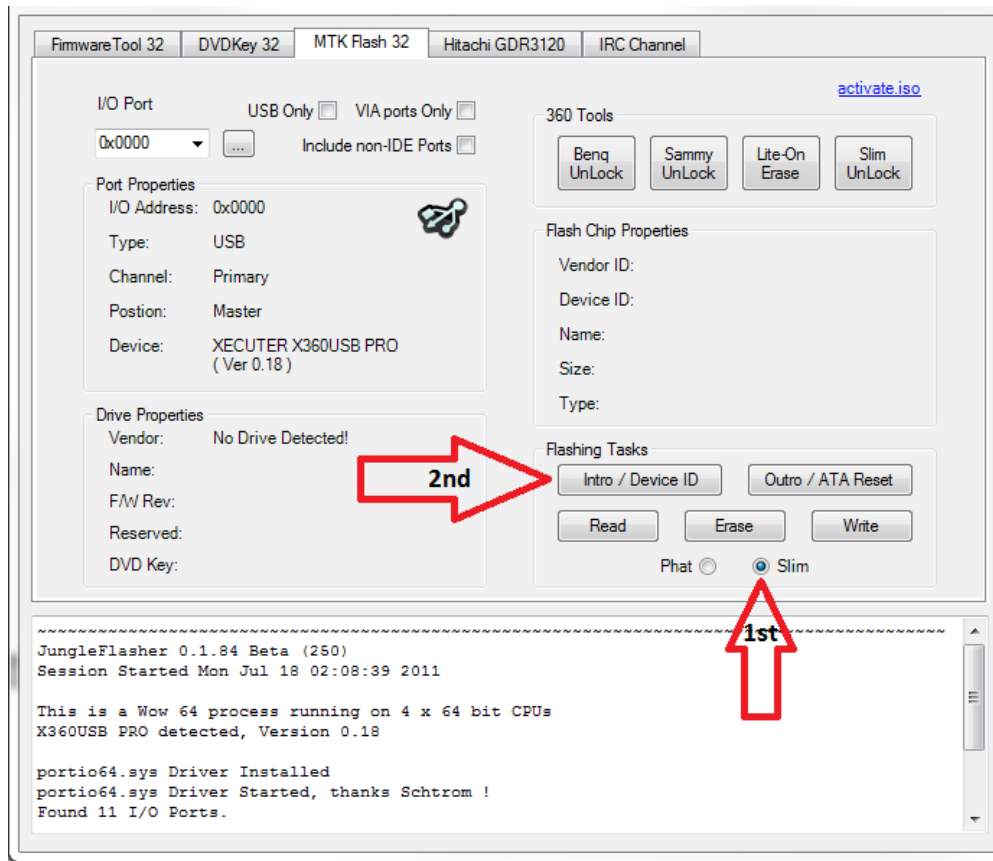 FirmwareTool 32 DVDKey 32 MTK Flash 32 Hitachi GDR3120 IRC Channel
activate.iso
I/O Port USB Only VIA ports Only
0x0000 ... Include non-IDE Ports
Port Properties
I/O Address: 0x0000
Type: USB
Channel: Primary
Postion: Master
Device: XECUTER X360USB PRO
( Ver 0.18 )
Drive Properties
Vendor: No Drive Detected!
Name:
F/W Rev:
Reserved:
DVD Key:
360 Tools
Benq UnLock Sammy UnLock Lite-On Erase Slim UnLock
Flash Chip Properties
Vendor ID:
Device ID:
Name:
Size:
Type:
Flashing Tasks
2nd Intro / Device ID Outro / ATA Reset
Read Erase Write
Phat Slim
1st
~~~~~~~~~~~~~~~~~~~~~~~~~~~~~~~~~~~~~~~~~~~~~~~~~~~~~~~~~~~~~~~~~~~~~~~~~~~
JungleFlasher 0.1.84 Beta (250)
Session Started Mon Jul 18 02:08:39 2011
This is a Wow 64 process running on 4 x 64 bit CPUs
X360USB PRO detected, Version 0.18
portio64.sys Driver Installed
portio64.sys Driver Started, thanks Schtrom !
Found 11 I/O Ports.